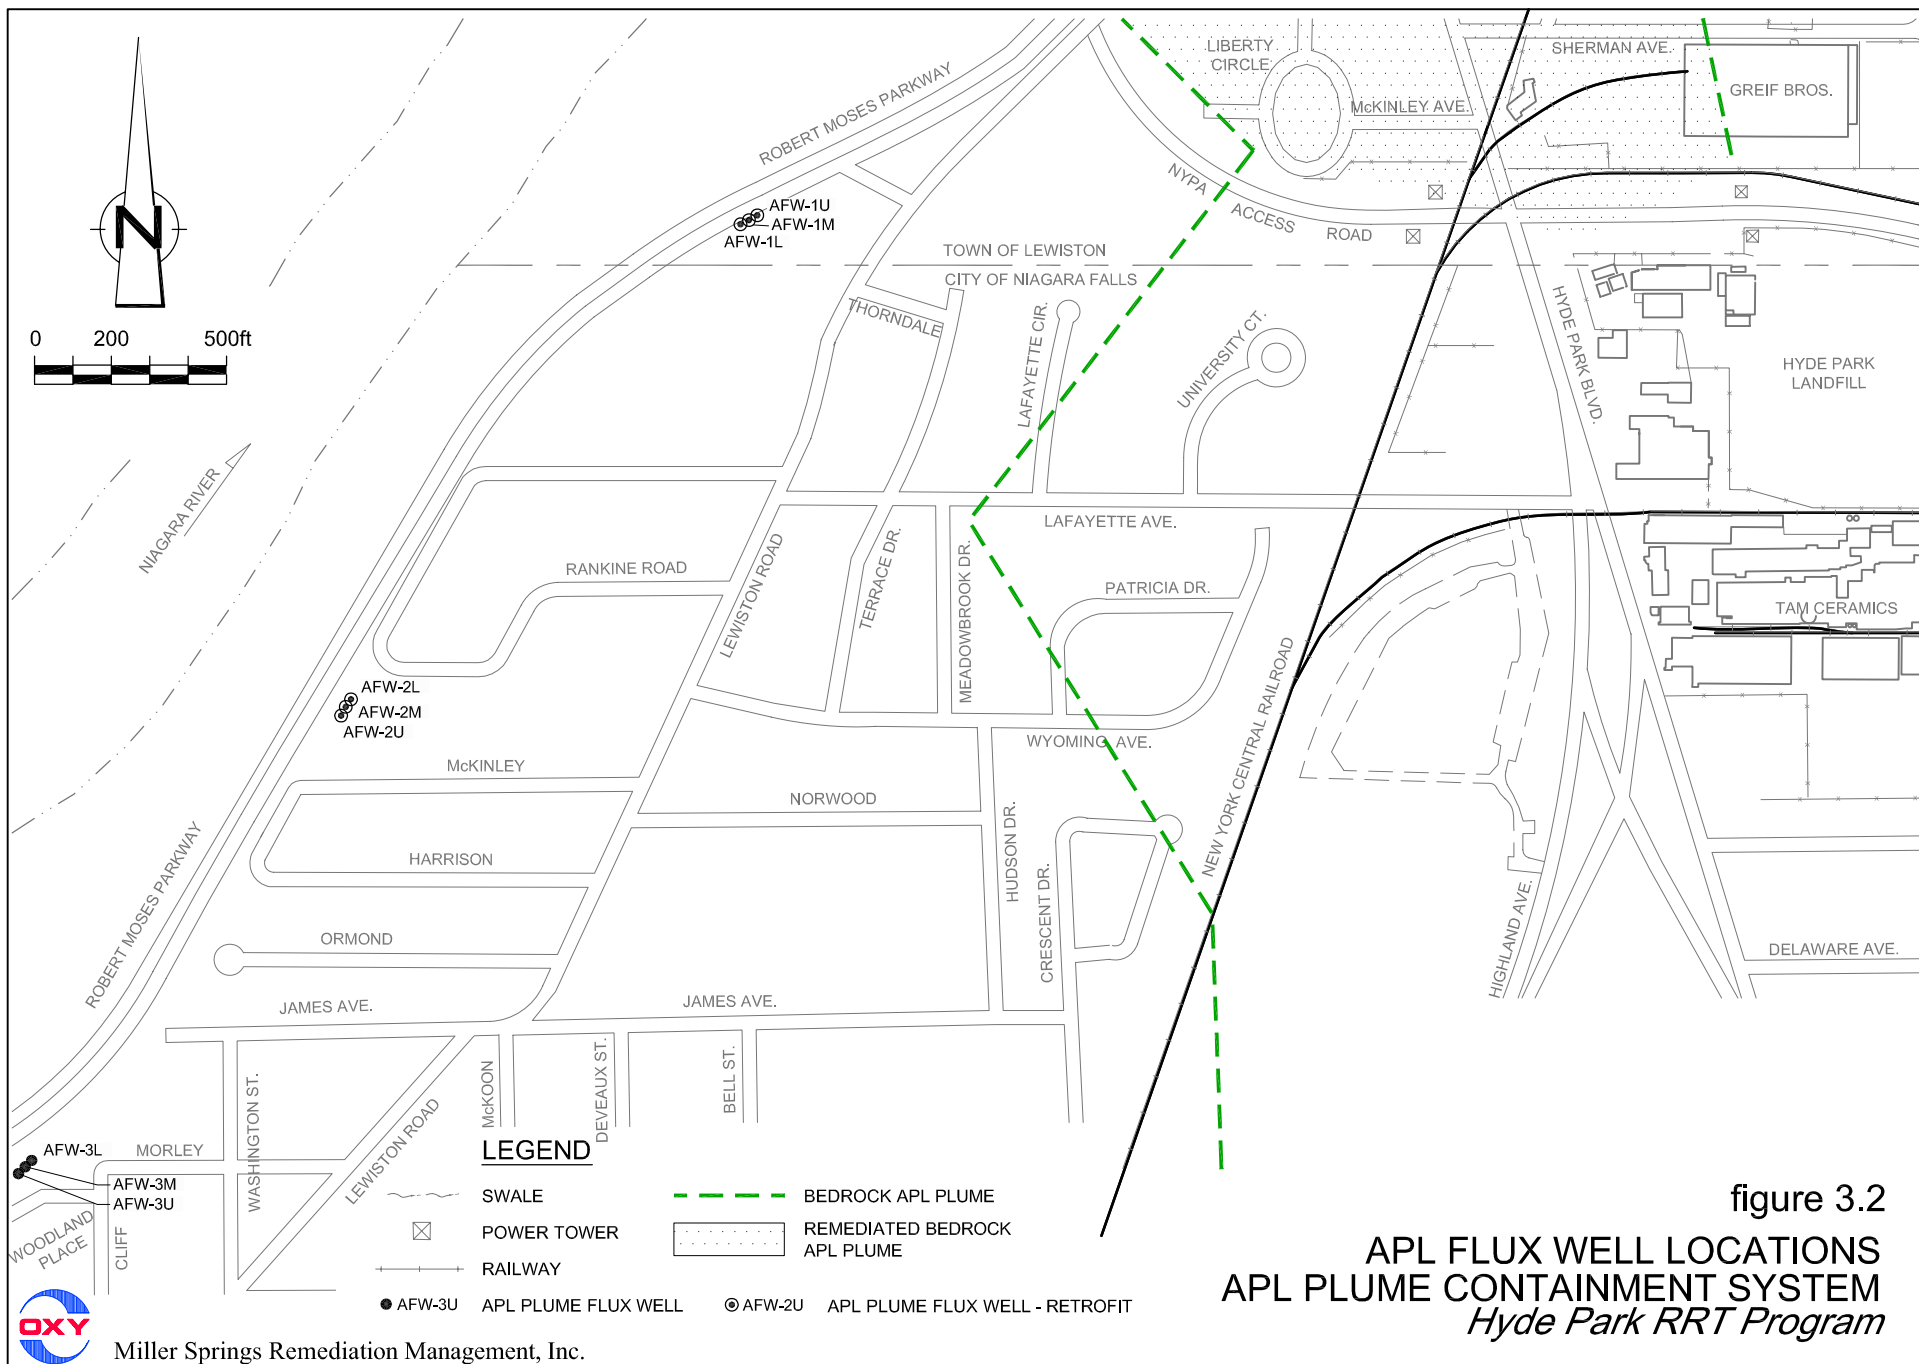 LIBERTY
CIRCLE
SHERMAN AVE.
GREIF BROS.
McKINLEY AVE.
ROBERT MOSES PARKWAY
NYPA
ACCESS
ROAD
AFW-1U
AFW-1M
AFW-1L
N
TOWN OF LEWISTON
CITY OF NIAGARA FALLS
THORNDALE
LAFAYETTE CIR.
UNIVERSITY CT.
HYDE PARK BLVD.
HYDE PARK
LANDFILL
0 200 500ft
NIAGARA RIVER
LAFAYETTE AVE.
RANKINE ROAD
LEWISTON ROAD
TERRACE DR.
MEADOWBROOK DR.
PATRICIA DR.
TAM CERAMICS
NEW YORK CENTRAL RAILROAD
AFW-2L
AFW-2M
AFW-2U
WYOMING AVE.
McKINLEY
NORWOOD
HARRISON
HUDSON DR.
CRESCENT DR.
HIGHLAND AVE.
DELAWARE AVE.
ROBERT MOSES PARKWAY
ORMOND
JAMES AVE.
JAMES AVE.
WASHINGTON ST.
LEWISTON ROAD
McKOON
DEVEAUX ST.
BELL ST.
AFW-3L
MORLEY
AFW-3M
AFW-3U
WOODLAND
PLACE
CLIFF
LEGEND
SWALE
POWER TOWER
RAILWAY
AFW-3U APL PLUME FLUX WELL
BEDROCK APL PLUME
REMEDIATED BEDROCK
APL PLUME
AFW-2U APL PLUME FLUX WELL - RETROFIT
figure 3.2
APL FLUX WELL LOCATIONS
APL PLUME CONTAINMENT SYSTEM
Hyde Park RRT Program
OXY
Miller Springs Remediation Management, Inc.